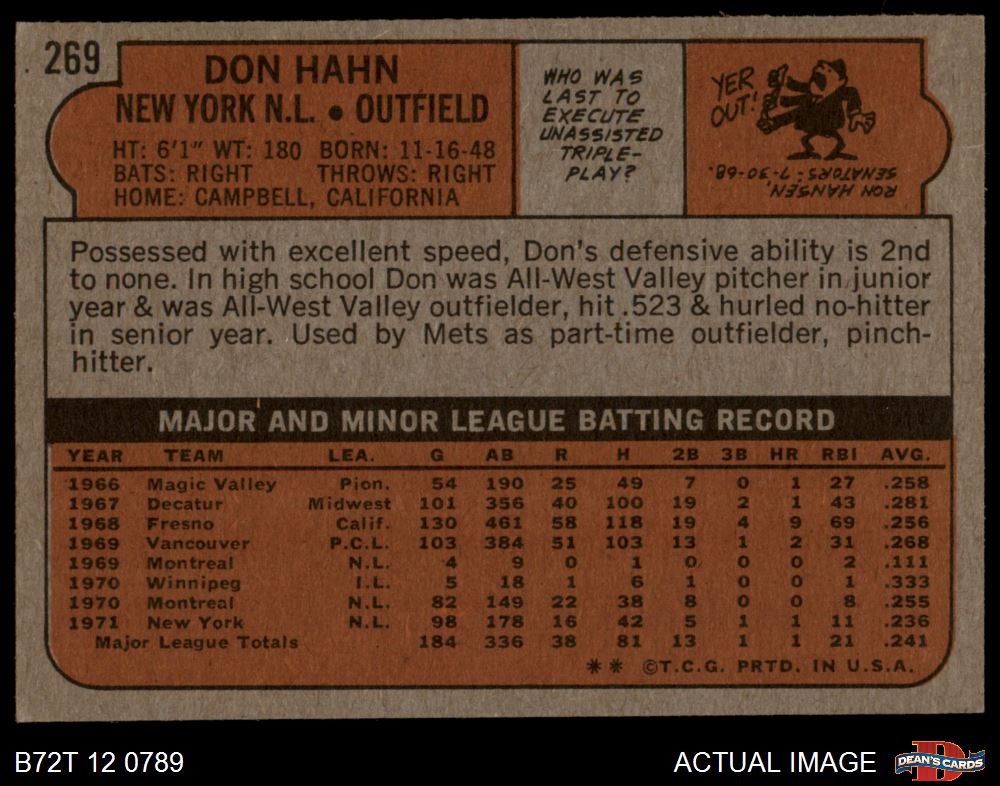 269
DON HAHN
NEW YORK N.L. • OUTFIELD
HT: 6'1" WT: 180 BORN: 11-16-48
BATS: RIGHT THROWS: RIGHT
HOME: CAMPBELL, CALIFORNIA
WHO WAS
LAST TO
EXECUTE
UNASSISTED
TRIPLE-
PLAY?
YER
OUT!
RON HANSEN,
SENATORS - 7-30-68.
Possessed with excellent speed, Don's defensive ability is 2nd
to none. In high school Don was All-West Valley pitcher in junior
year & was All-West Valley outfielder, hit .523 & hurled no-hitter
in senior year. Used by Mets as part-time outfielder, pinch-
hitter.
MAJOR AND MINOR LEAGUE BATTING RECORD
YEAR TEAM LEA. G AB R H 2B 3B HR RBI AVG.
1966 Magic Valley Pion. 54 190 25 49 7 0 1 27 .258
1967 Decatur Midwest 101 356 40 100 19 2 1 43 .281
1968 Fresno Calif. 130 461 58 118 19 4 9 69 .256
1969 Vancouver P.C.L. 103 384 51 103 13 1 2 31 .268
1969 Montreal N.L. 4 9 0 1 0 0 0 2 .111
1970 Winnipeg I.L. 5 18 1 6 1 0 0 1 .333
1970 Montreal N.L. 82 149 22 38 8 0 0 8 .255
1971 New York N.L. 98 178 16 42 5 1 1 11 .236
Major League Totals 184 336 38 81 13 1 1 21 .241
** ©T.C.G. PRTD. IN U.S.A.
B72T 12 0789
ACTUAL IMAGE
DEAN'S CARDS